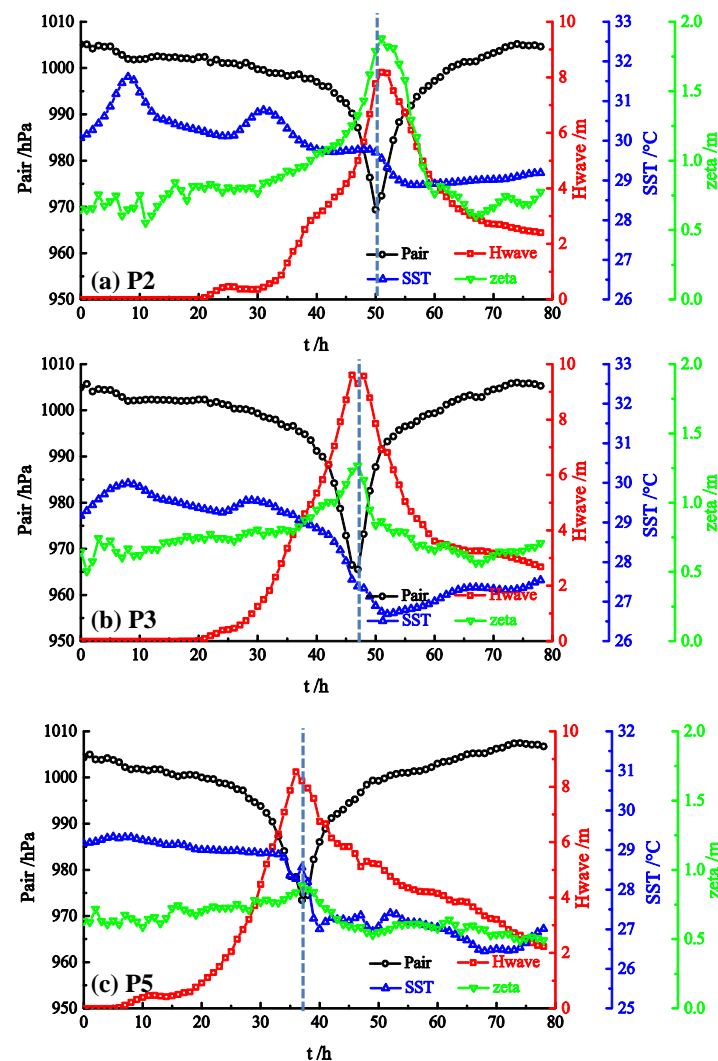 1010 10 33 2.0
1000 8 32 1.5
990 31
980 6 30 1.0
970 4 29
960 2 28 0.5
950 0 27 0.0
26
Pair /hPa
Hwave /m
SST /°C
zeta /m
(a) P2
Pair Hwave
SST zeta
0 10 20 30 40 50 60 70 80
t /h
1010 10 33 2.0
1000 8 32 1.5
990 31
980 6 30 1.0
970 4 29
960 2 28 0.5
950 0 27 0.0
26
Pair /hPa
Hwave /m
SST /°C
zeta /m
(b) P3
Pair Hwave
SST zeta
0 10 20 30 40 50 60 70 80
t /h
1010 10 32 2.0
1000 8 31 1.5
990 30
980 6 29 1.0
970 4 28
960 2 27 0.5
950 0 26 0.0
25
Pair /hPa
Hwave /m
SST /°C
zeta /m
(c) P5
Pair Hwave
SST zeta
0 10 20 30 40 50 60 70 80
t /h